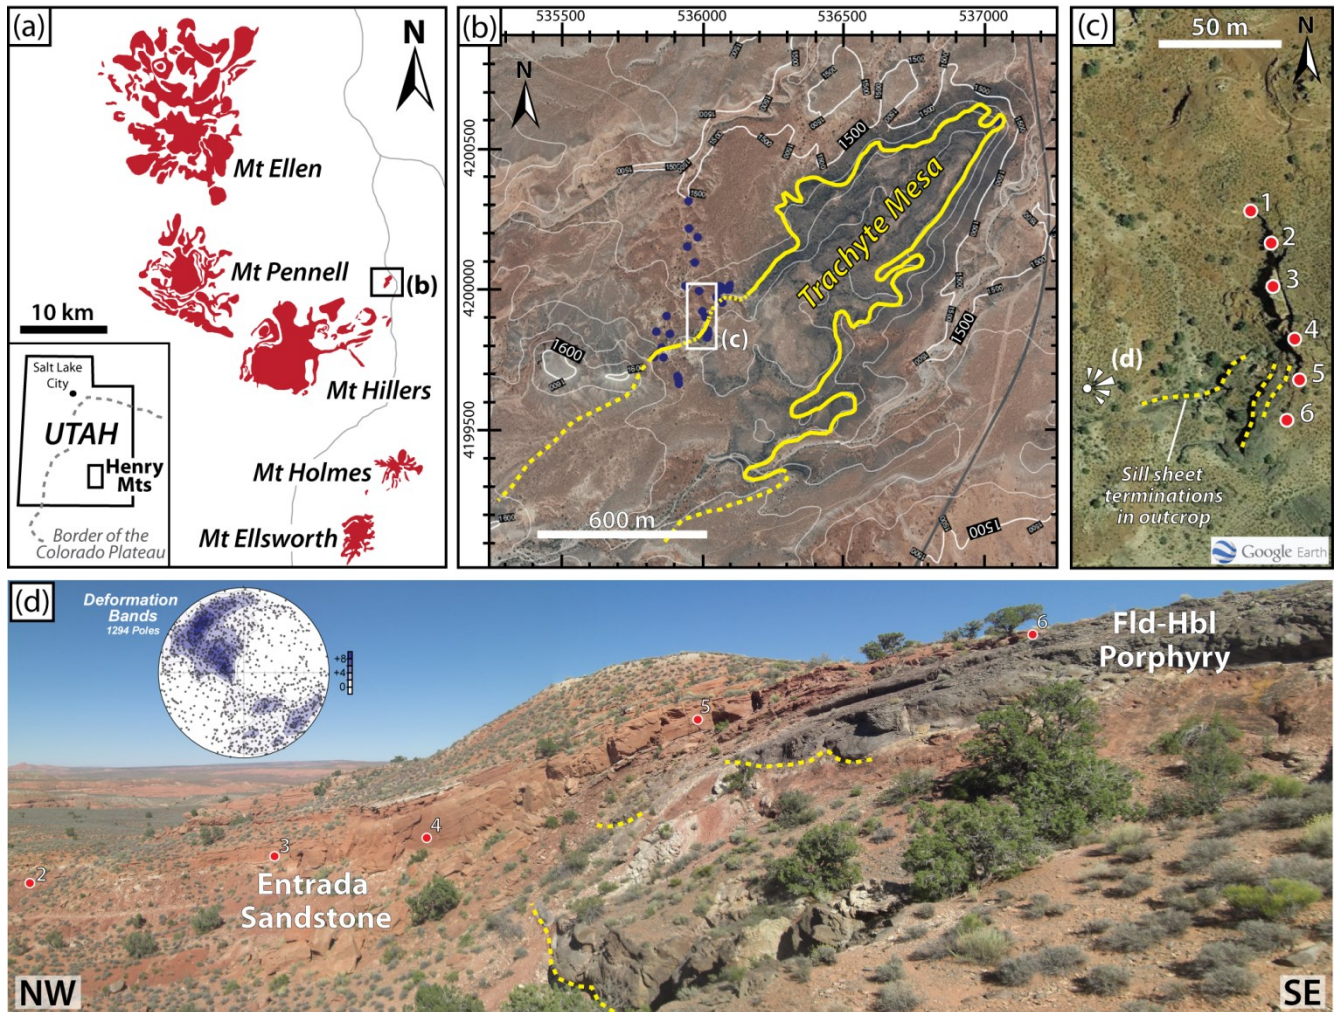 (a)
N
Mt Ellen
Mt Pennell
(b)
10 km
Mt Hillers
Salt Lake
City
UTAH
Henry
Mts
Mt Holmes
Mt Ellsworth
Border of the
Colorado Plateau
(b)
535500
536000
536500
537000
N
4200500
4200000
4199500
1500
1500
1500
1600
1500
Trachyte Mesa
(c)
600 m
(c)
50 m
N
1
2
3
4
5
6
(d)
Sill sheet
terminations
in outcrop
Google Earth
(d)
Deformation
Bands
1294 Poles
+8
+4
0
6
Fld-Hbl
Porphyry
5
4
3
2
Entrada
Sandstone
NW
SE